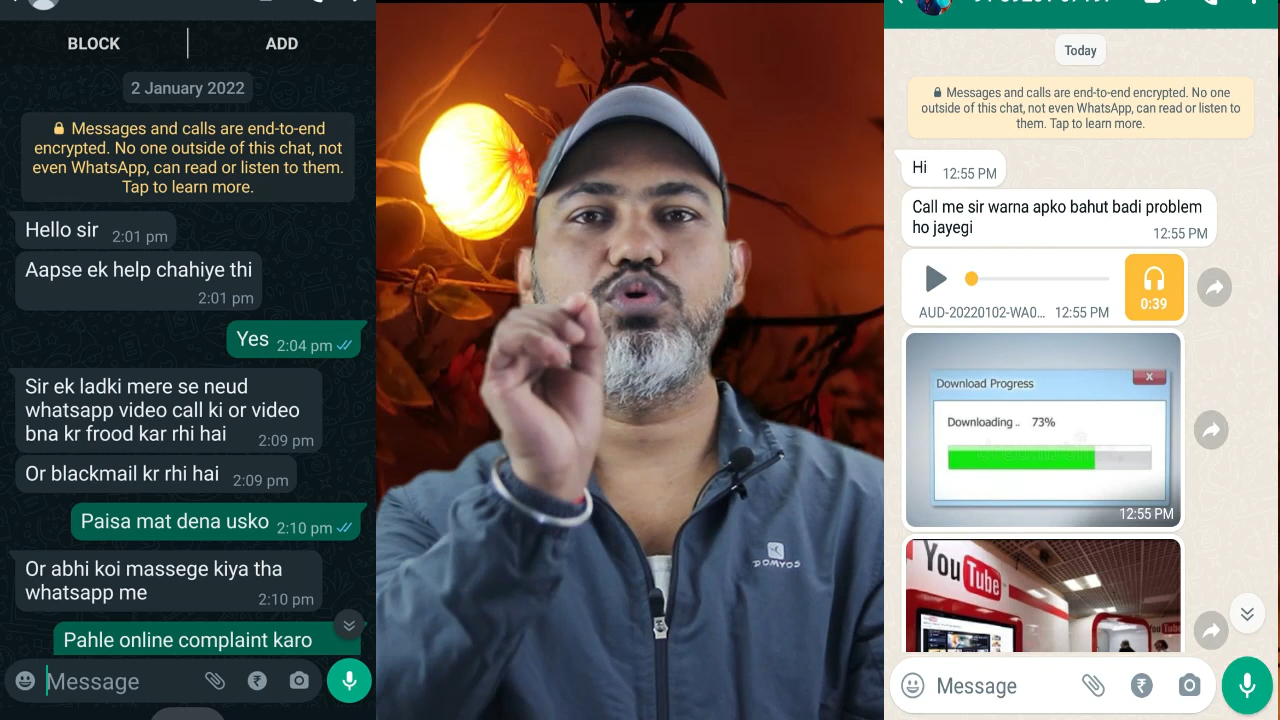 BLOCK
ADD
2 January 2022
Messages and calls are end-to-end
encrypted. No one outside of this chat, not
even WhatsApp, can read or listen to them.
Tap to learn more.
Hello sir 2:01 pm
Aapse ek help chahiye thi
2:01 pm
Yes 2:04 pm
Sir ek ladki mere se neud
whatsapp video call ki or video
bna kr frood kar rhi hai 2:09 pm
Or blackmail kr rhi hai 2:09 pm
Paisa mat dena usko 2:10 pm
Or abhi koi massege kiya tha
whatsapp me 2:10 pm
Pahle online complaint karo
Message
DOMYOS
Today
Messages and calls are end-to-end encrypted. No one
outside of this chat, not even WhatsApp, can read or listen to
them. Tap to learn more.
Hi 12:55 PM
Call me sir warna apko bahut badi problem
ho jayegi
12:55 PM
0:39
AUD-20220102-WA0... 12:55 PM
Download Progress
X
Downloading .. 73%
12:55 PM
YouTube
You
Message